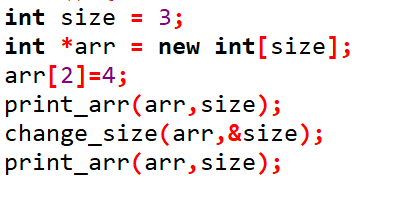 int size = 3;
int *arr = new int[size];
arr[2]=4;
print_arr(arr,size);
change_size(arr,&size);
print_arr(arr,size);